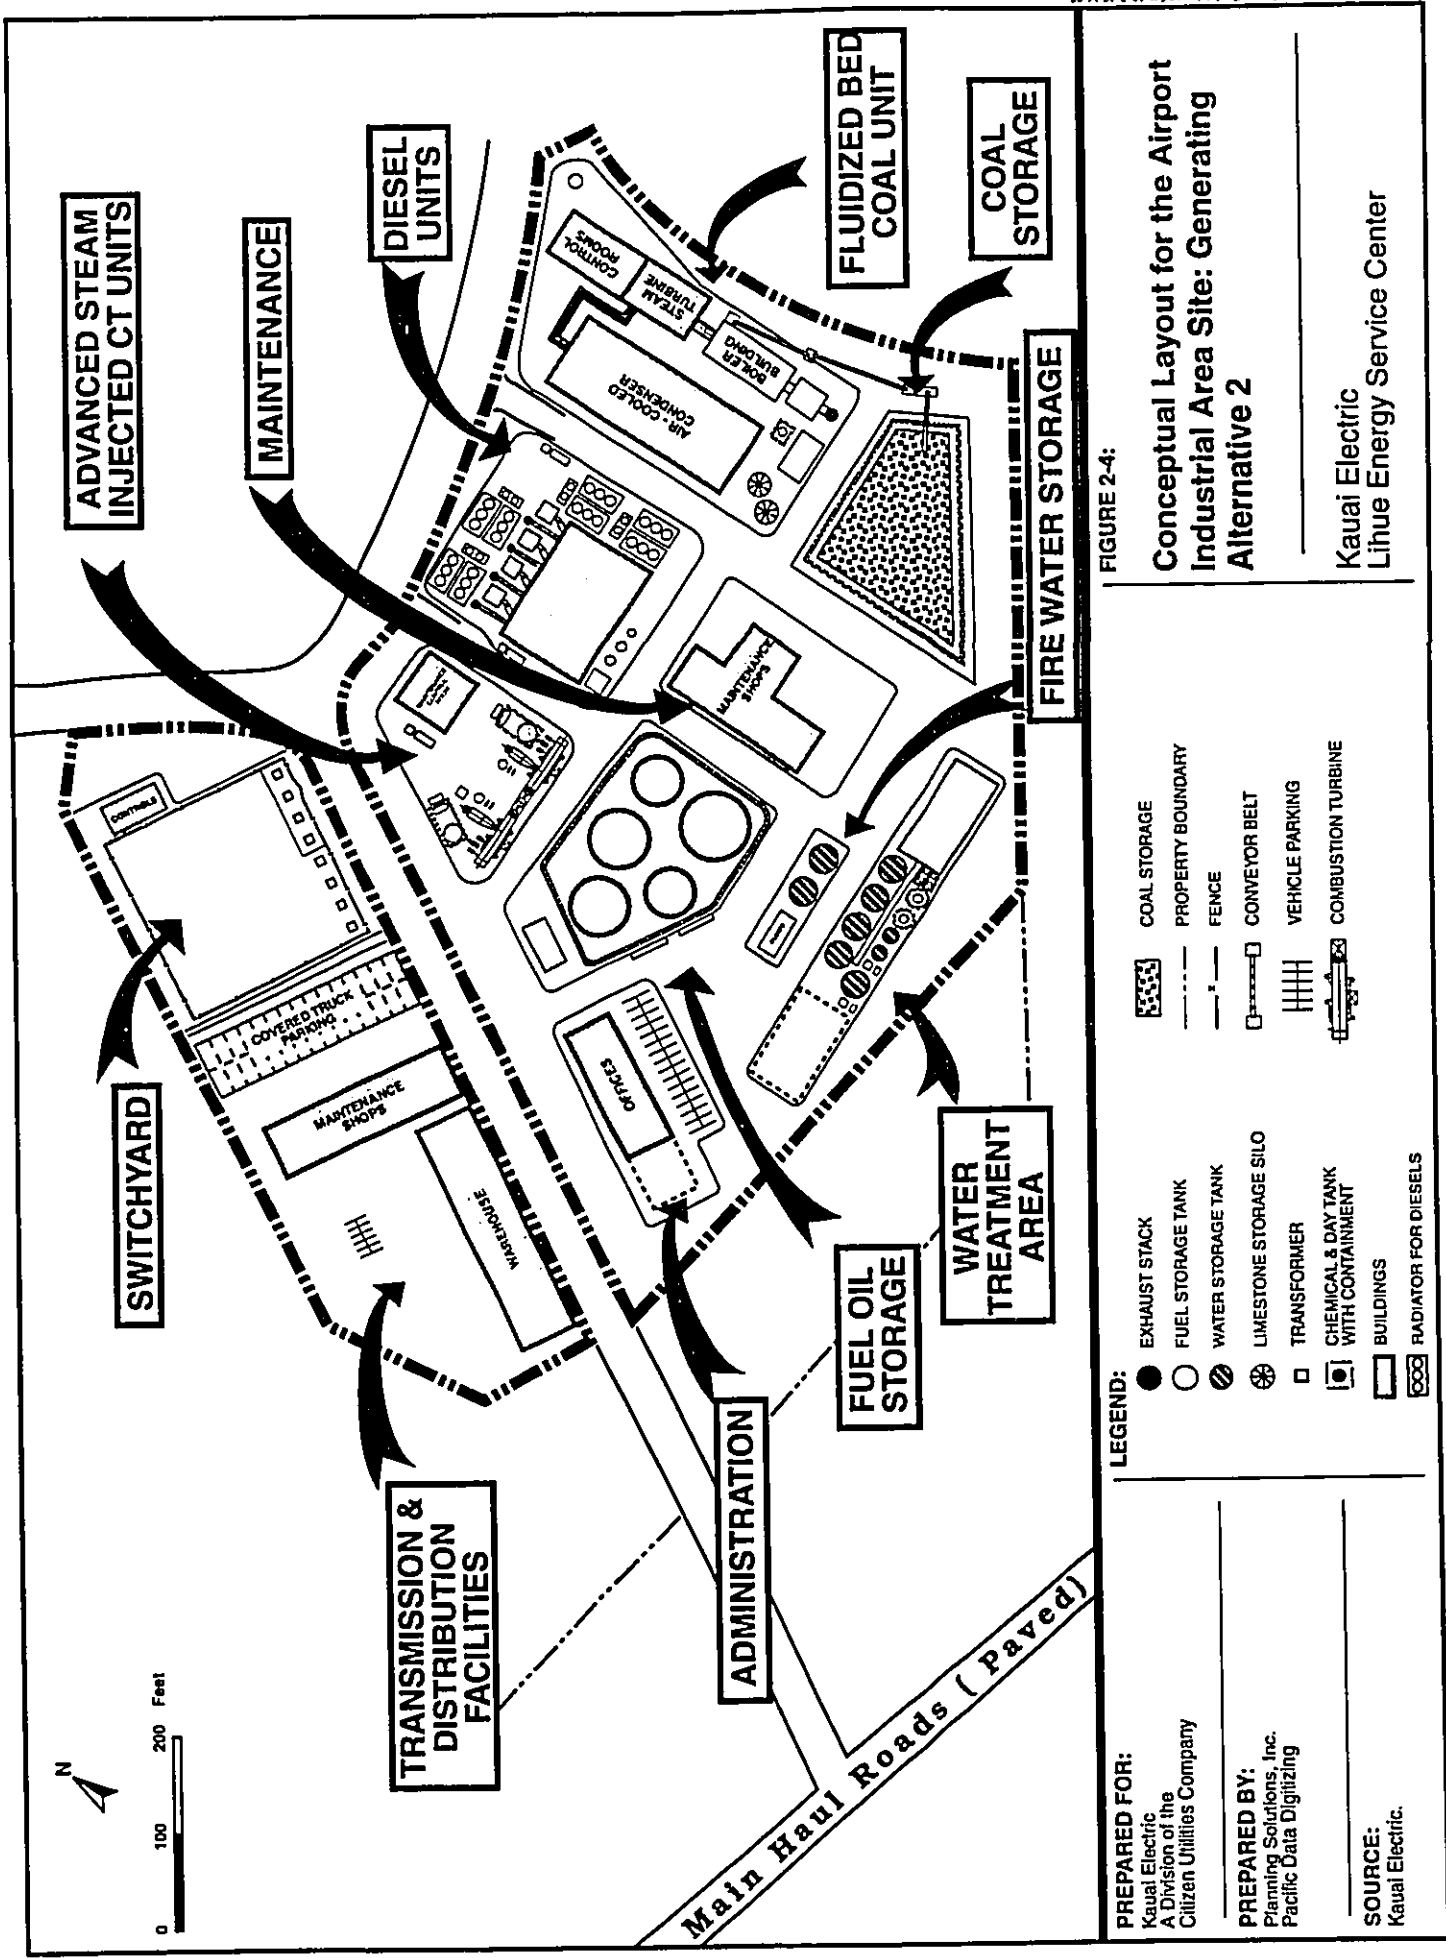 N
0 100 200 Feet
TRANSMISSION &
DISTRIBUTION
FACILITIES
SWITCHYARD
ADVANCED STEAM
INJECTED CT UNITS
MAINTENANCE
DIESEL
UNITS
FLUIDIZED BED
COAL UNIT
COAL
STORAGE
FIRE WATER STORAGE
WATER
TREATMENT
AREA
FUEL OIL
STORAGE
ADMINISTRATION
CONTROLS
COVERED TRUCK
PARKING
MAINTENANCE
SHOPS
WAREHOUSE
OFFICES
MAINTENANCE
SHOPS
CONTROL
ROOMS
STEAM
TURBINE
BOILER
BUILDING
AIR - COOLED
CONDENSER
Main Haul Roads ( Paved)
PREPARED FOR:
Kauai Electric
A Division of the
Citizen Utilities Company
PREPARED BY:
Planning Solutions, Inc.
Pacific Data Digitizing
SOURCE:
Kauai Electric.
LEGEND:
EXHAUST STACK
FUEL STORAGE TANK
WATER STORAGE TANK
LIMESTONE STORAGE SILO
TRANSFORMER
CHEMICAL & DAY TANK
WITH CONTAINMENT
BUILDINGS
RADIATOR FOR DIESELS
COAL STORAGE
PROPERTY BOUNDARY
FENCE
CONVEYOR BELT
VEHICLE PARKING
COMBUSTION TURBINE
FIGURE 2-4:
Conceptual Layout for the Airport
Industrial Area Site: Generating
Alternative 2
Kauai Electric
Lihue Energy Service Center